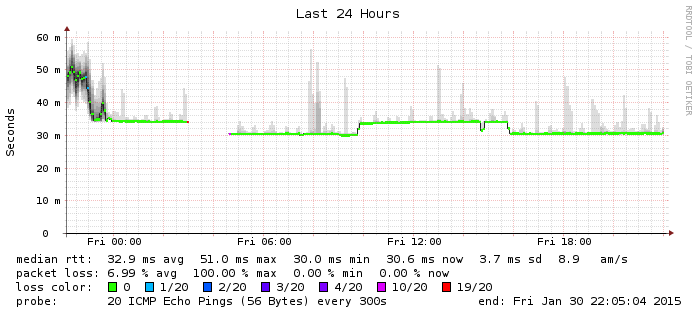 Last 24 Hours
RRDTOOL / TOBI OETIKER
Seconds
60 m
50 m
40 m
30 m
20 m
10 m
0
Fri 00:00 Fri 06:00 Fri 12:00 Fri 18:00
median rtt: 32.9 ms avg 51.0 ms max 30.0 ms min 30.6 ms now 3.7 ms sd 8.9 am/s
packet loss: 6.99 % avg 100.00 % max 0.00 % min 0.00 % now
loss color: 0 1/20 2/20 3/20 4/20 10/20 19/20
probe: 20 ICMP Echo Pings (56 Bytes) every 300s end: Fri Jan 30 22:05:04 2015